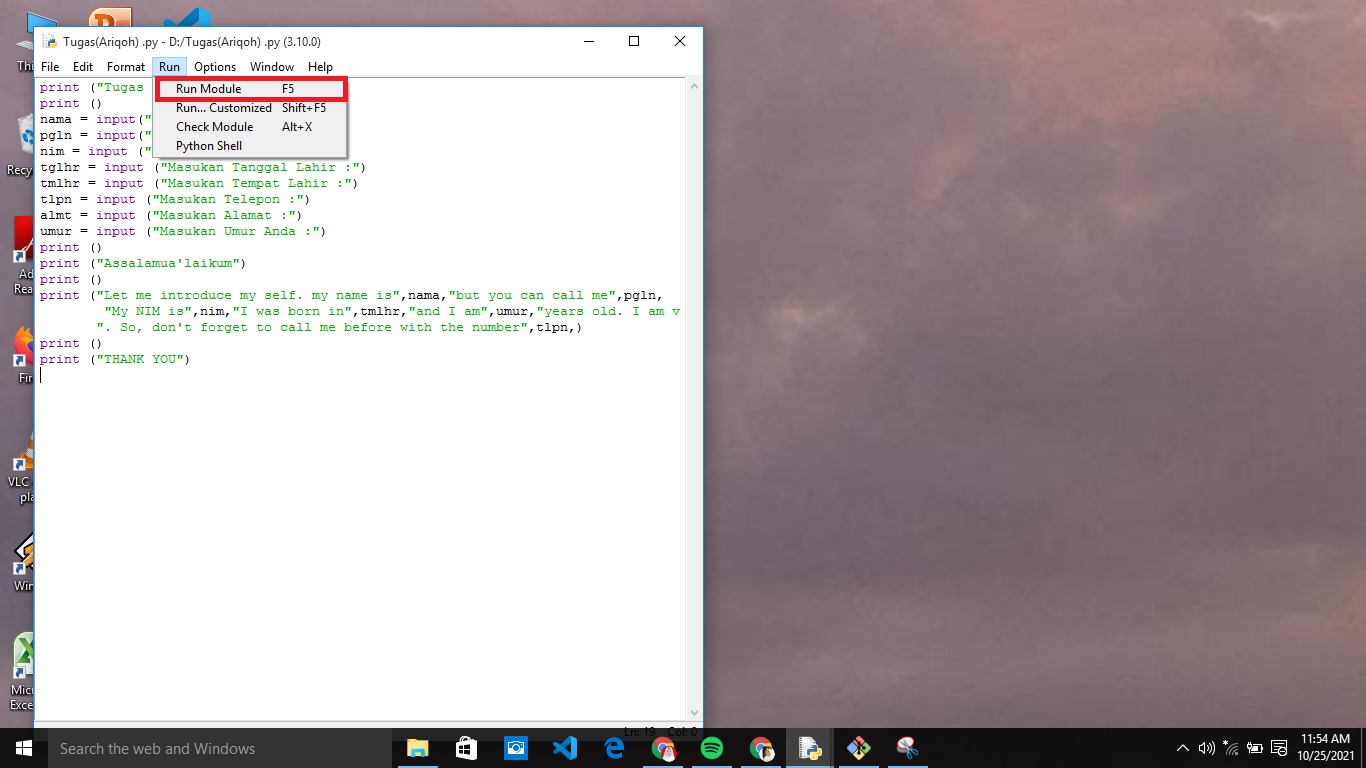 Tugas(Ariqoh) .py - D:/Tugas(Ariqoh) .py (3.10.0)
File Edit Format Run Options Window Help
Run Module F5
Run... Customized Shift+F5
Check Module Alt+X
Python Shell
print ("Tugas
print ()
nama = input("
pgln = input("
nim = input ("
tglhr = input ("Masukan Tanggal Lahir :")
tmlhr = input ("Masukan Tempat Lahir :")
tlpn = input ("Masukan Telepon :")
almt = input ("Masukan Alamat :")
umur = input ("Masukan Umur Anda :")
print ()
print ("Assalamua'laikum")
print ()
print ("Let me introduce my self. my name is",nama,"but you can call me",pgln,
"My NIM is",nim,"I was born in",tmlhr,"and I am",umur,"years old. I am v
". So, don't forget to call me before with the number",tlpn,)
print ()
print ("THANK YOU")
Ln: 19 Col: 0
Thi
Recy
Ad
Rea
Fir
VLC
pla
Win
Micr
Exce
Search the web and Windows
11:54 AM
10/25/2021